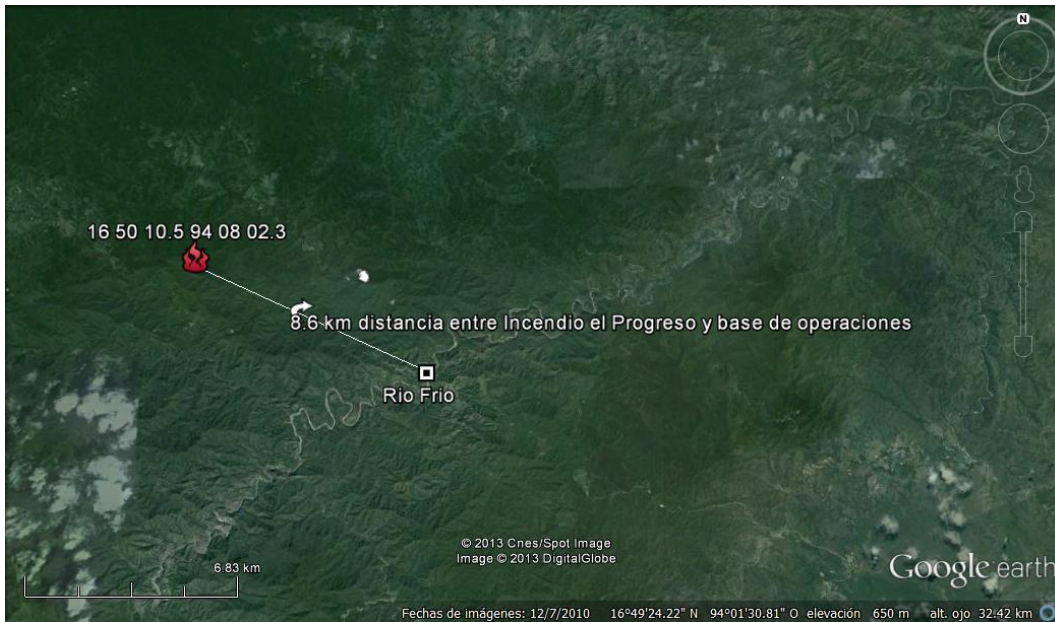 N
16 50 10.5 94 08 02.3
8.6 km distancia entre Incendio el Progreso y base de operaciones
Rio Frio
© 2013 Cnes/Spot Image
Image © 2013 DigitalGlobe
Google earth
6.83 km
Fechas de imágenes: 12/7/2010 16°49'24.22" N 94°01'30.81" O elevación 650 m alt. ojo 32.42 km